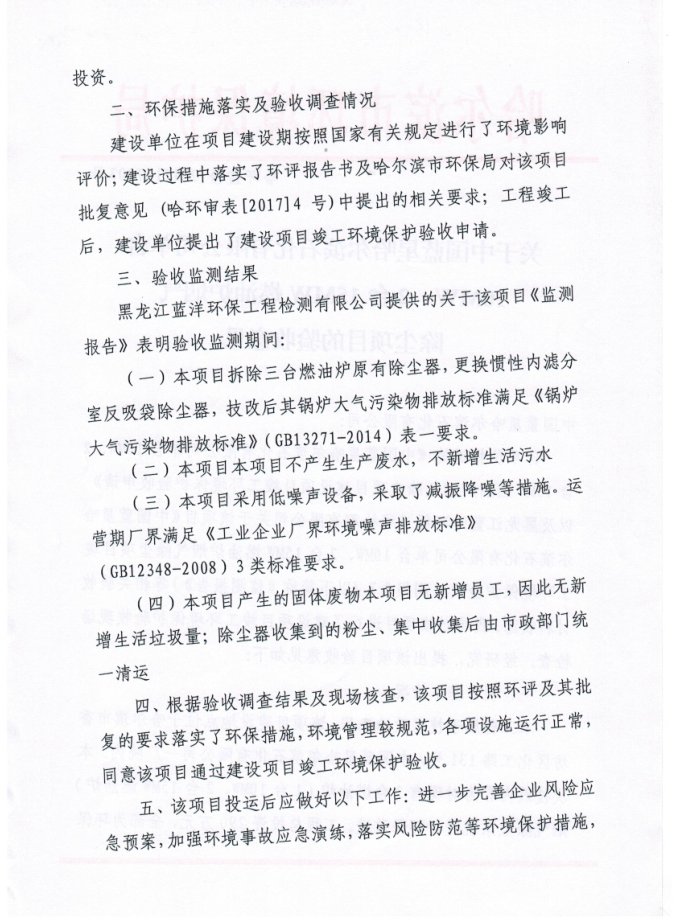 投资。
二、环保措施落实及验收调查情况
建设单位在项目建设期按照国家有关规定进行了环境影响
评价;建设过程中落实了环评报告书及哈尔滨市环保局对该项目
批复意见 (哈环审表[2017]4 号)中提出的相关要求; 工程竣工
后, 建设单位提出了建设项目竣工环境保护验收申请。
三、验收监测结果
黑龙江蓝洋环保工程检测有限公司提供的关于该项目《监测
报告》表明验收监测期间:
(一)本项目拆除三台燃油炉原有除尘器,更换惯性内滤分
室反吸袋除尘器, 技改后其锅炉大气污染物排放标准满足《锅炉
大气污染物排放标准》(GB13271-2014) 表一要求。
(二)本项目本项目不产生生产废水, 不新增生活污水
(三)本项目采用低噪声设备, 采取了减振降噪等措施。运
营期厂界满足《工业企业厂界环境噪声排放标准》
(GB12348-2008) 3 类标准要求。
(四)本项目产生的固体废物本项目无新增员工,因此无新
增生活垃圾量; 除尘器收集到的粉尘、集中收集后由市政部门统
一清运
四、根据验收调查结果及现场核查, 该项目按照环评及其批
复的要求落实了环保措施,环境管理较规范,各项设施运行正常,
同意该项目通过建设项目竣工环境保护验收。
五、该项目投运后应做好以下工作: 进一步完善企业风险应
急预案,加强环境事故应急演练,落实风险防范等环境保护措施,